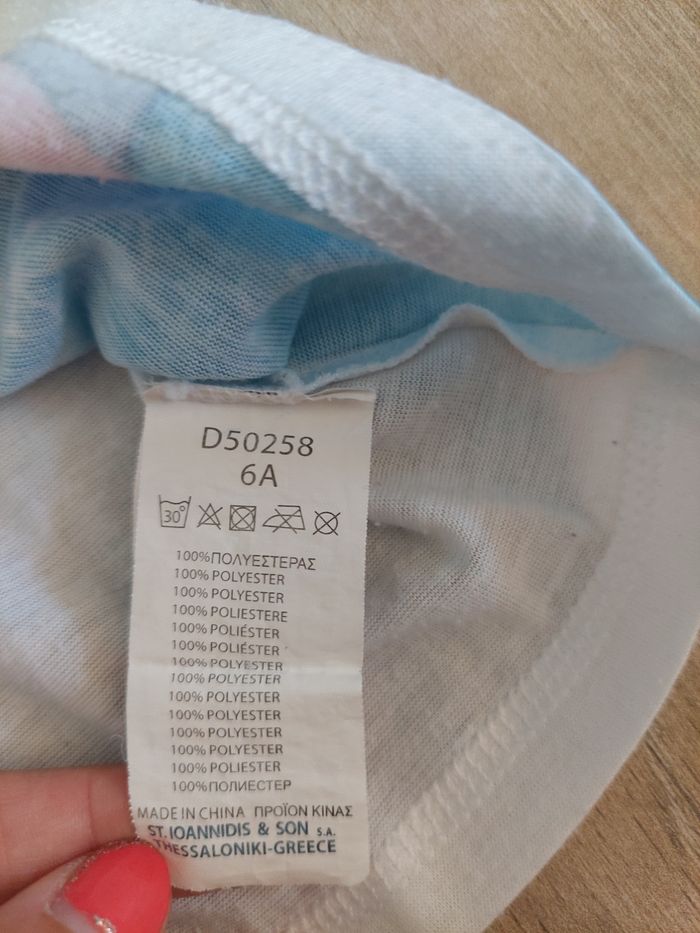 D50258
6A
30°
100%ΠΟΛΥΕΣΤΕΡΑΣ
100% POLYESTER
100% POLYESTER
100% POLIESTERE
100% POLIÉSTER
100% POLIÉSTER
100% POLYESTER
100% POLYESTER
100% POLYESTER
100% POLYESTER
100% POLYESTER
100% POLYESTER
100% POLIESTER
100%ПОЛИЕСТЕР
MADE IN CHINA ΠΡΟΪΟΝ ΚΙΝΑΣ
ST. IOANNIDIS & SON S.A.
THESSALONIKI-GREECE